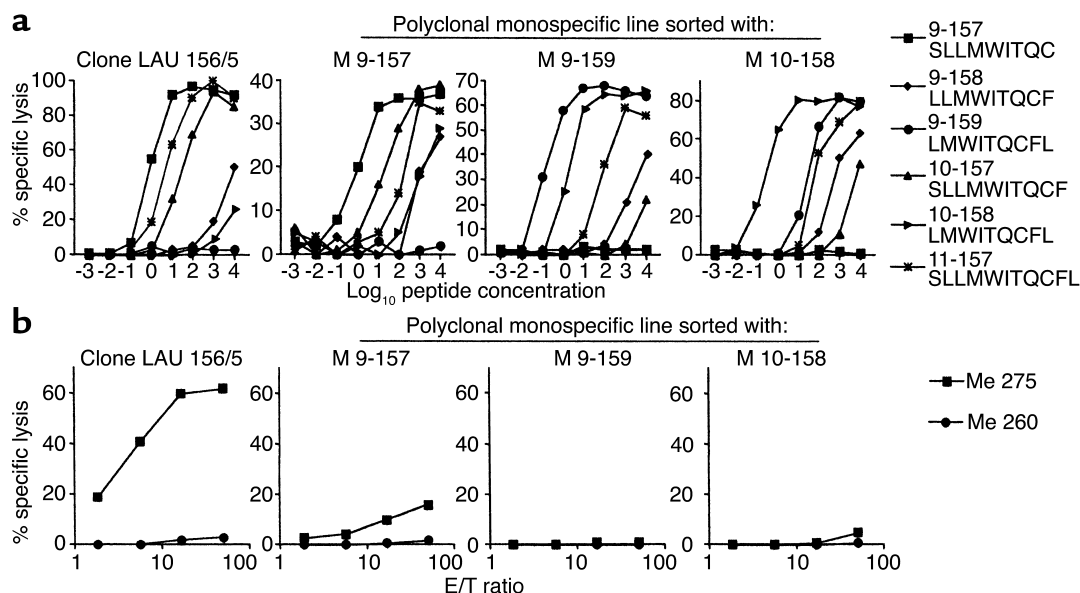 a
Polyclonal monospecific line sorted with:
Clone LAU 156/5
M 9-157
M 9-159
M 10-158
% specific lysis
100
80
60
40
20
0
-3 -2 -1 0 1 2 3 4
40
30
20
10
0
-3 -2 -1 0 1 2 3 4
70
60
50
40
30
20
10
0
-3 -2 -1 0 1 2 3 4
80
60
40
20
0
-3 -2 -1 0 1 2 3 4
Log10 peptide concentration
9-157
SLLMWITQC
9-158
LLMWITQCF
9-159
LMWITQCFL
10-157
SLLMWITQCF
10-158
LMWITQCFL
11-157
SLLMWITQCFL
b
Polyclonal monospecific line sorted with:
Clone LAU 156/5
M 9-157
M 9-159
M 10-158
% specific lysis
60
40
20
0
1 10 100
60
40
20
0
1 10 100
60
40
20
0
1 10 100
60
40
20
0
1 10 100
E/T ratio
Me 275
Me 260